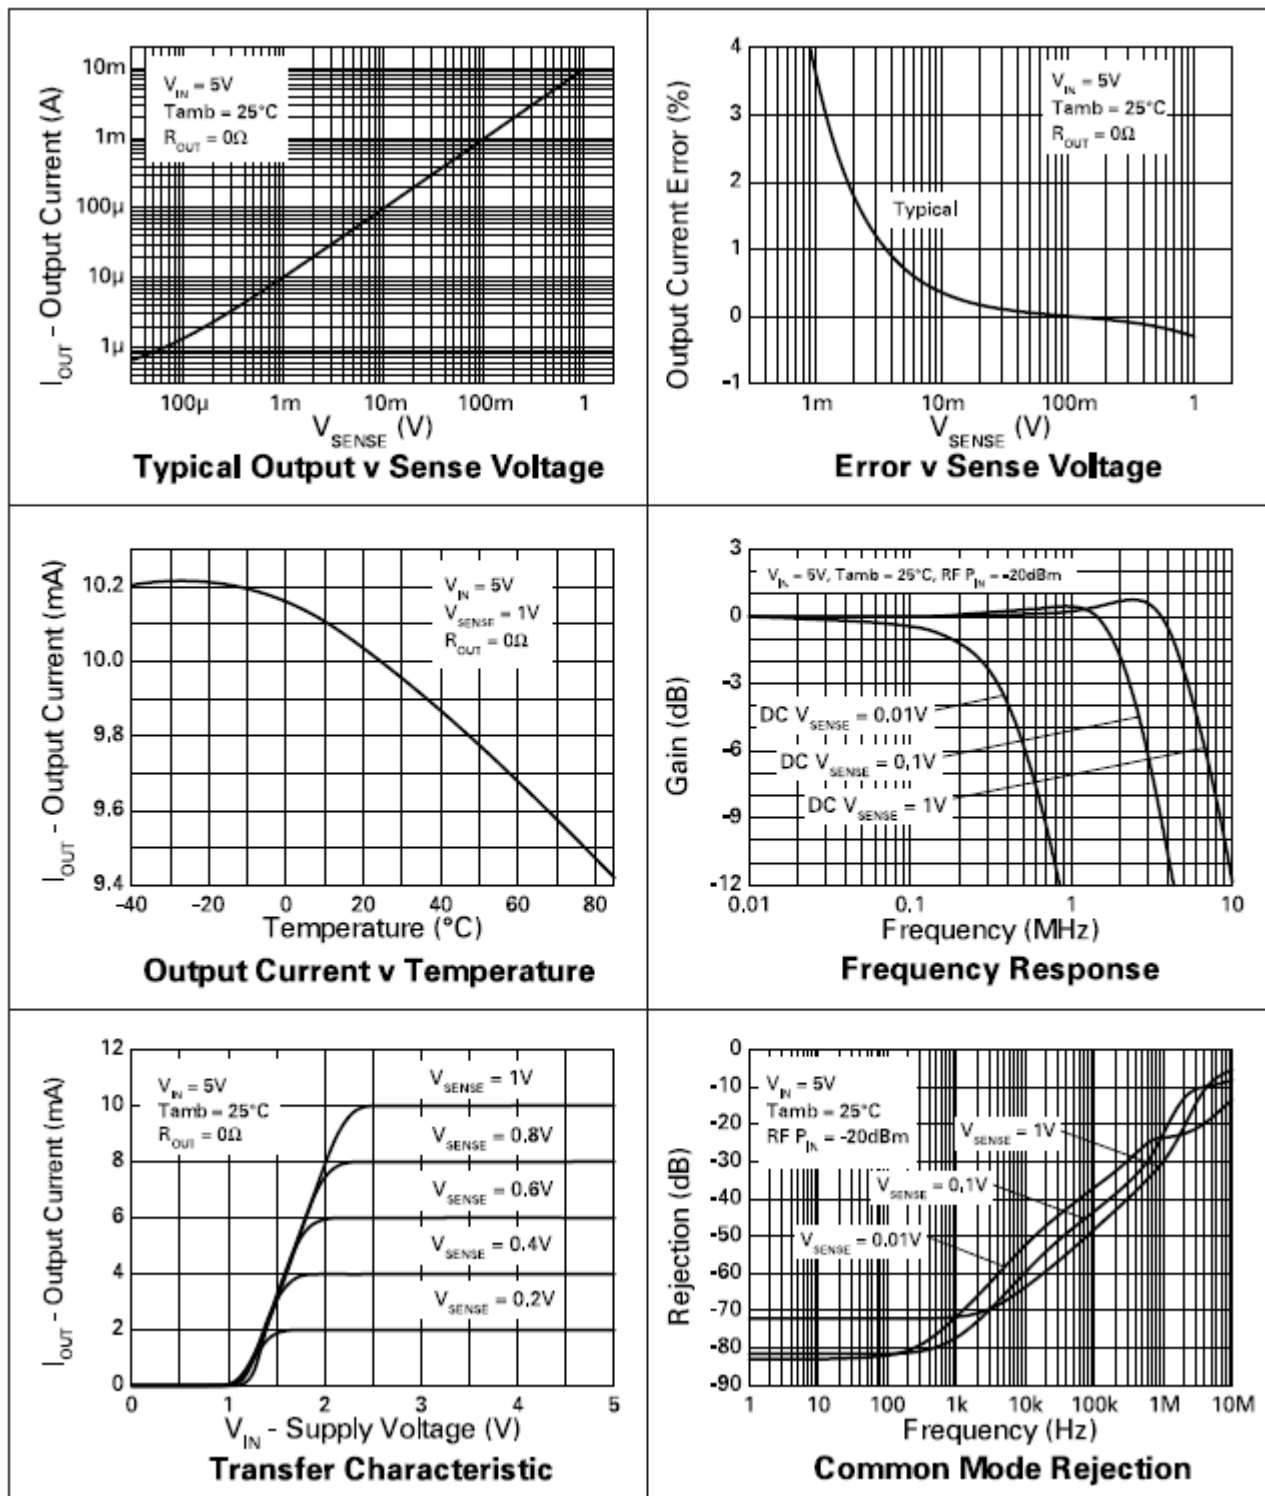 I_OUT - Output Current (A)
10m
1m
100µ
10µ
1µ
V_IN = 5V
Tamb = 25°C
R_OUT = 0Ω
100µ 1m 10m 100m 1
V_SENSE (V)
Typical Output v Sense Voltage
Output Current Error (%)
4
3
2
1
0
-1
V_IN = 5V
Tamb = 25°C
R_OUT = 0Ω
Typical
1m 10m 100m 1
V_SENSE (V)
Error v Sense Voltage
I_OUT - Output Current (mA)
10.2
10.0
9.8
9.6
9.4
V_IN = 5V
V_SENSE = 1V
R_OUT = 0Ω
-40 -20 0 20 40 60 80
Temperature (°C)
Output Current v Temperature
Gain (dB)
3
0
-3
-6
-9
-12
V_IN = 5V, Tamb = 25°C, RF P_IN = -20dBm
DC V_SENSE = 0.01V
DC V_SENSE = 0.1V
DC V_SENSE = 1V
0.01 0.1 1 10
Frequency (MHz)
Frequency Response
I_OUT - Output Current (mA)
12
10
8
6
4
2
0
V_IN = 5V
Tamb = 25°C
R_OUT = 0Ω
V_SENSE = 1V
V_SENSE = 0.8V
V_SENSE = 0.6V
V_SENSE = 0.4V
V_SENSE = 0.2V
0 1 2 3 4 5
V_IN - Supply Voltage (V)
Transfer Characteristic
Rejection (dB)
0
-10
-20
-30
-40
-50
-60
-70
-80
-90
V_IN = 5V
Tamb = 25°C
RF P_IN = -20dBm
V_SENSE = 1V
V_SENSE = 0.1V
V_SENSE = 0.01V
1 10 100 1k 10k 100k 1M 10M
Frequency (Hz)
Common Mode Rejection